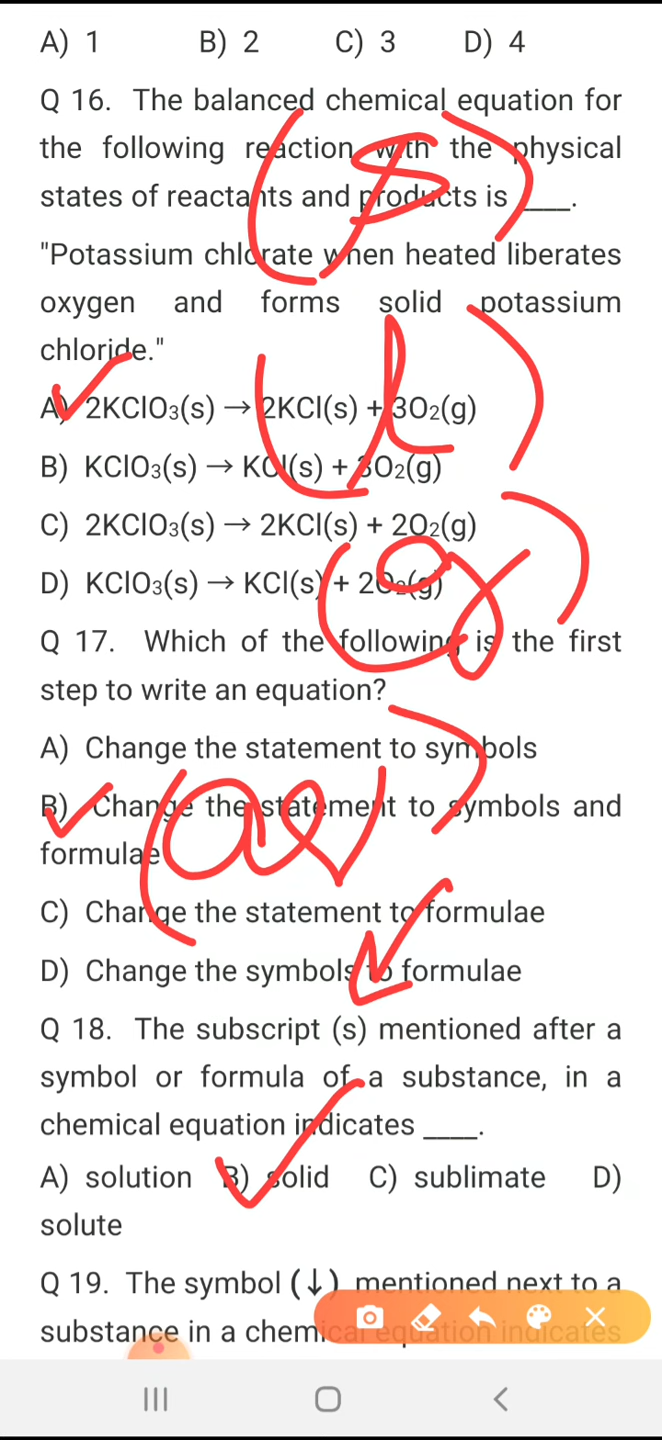 A) 1 B) 2 C) 3 D) 4
Q 16. The balanced chemical equation for
the following reaction with the physical
states of reactants and products is ____.
"Potassium chlorate when heated liberates
oxygen and forms solid potassium
chloride."
A) 2KClO₃(s) → 2KCl(s) + 3O₂(g)
B) KClO₃(s) → KCl(s) + 3O₂(g)
C) 2KClO₃(s) → 2KCl(s) + 2O₂(g)
D) KClO₃(s) → KCl(s) + 2O₂(g)
Q 17. Which of the following is the first
step to write an equation?
A) Change the statement to symbols
B) Change the statement to symbols and
formulae
C) Change the statement to formulae
D) Change the symbols to formulae
Q 18. The subscript (s) mentioned after a
symbol or formula of a substance, in a
chemical equation indicates ____.
A) solution B) solid C) sublimate D)
solute
Q 19. The symbol (↓) mentioned next to a
substance in a chemical equation indicates
(s)
(l)
(g)
(aq)